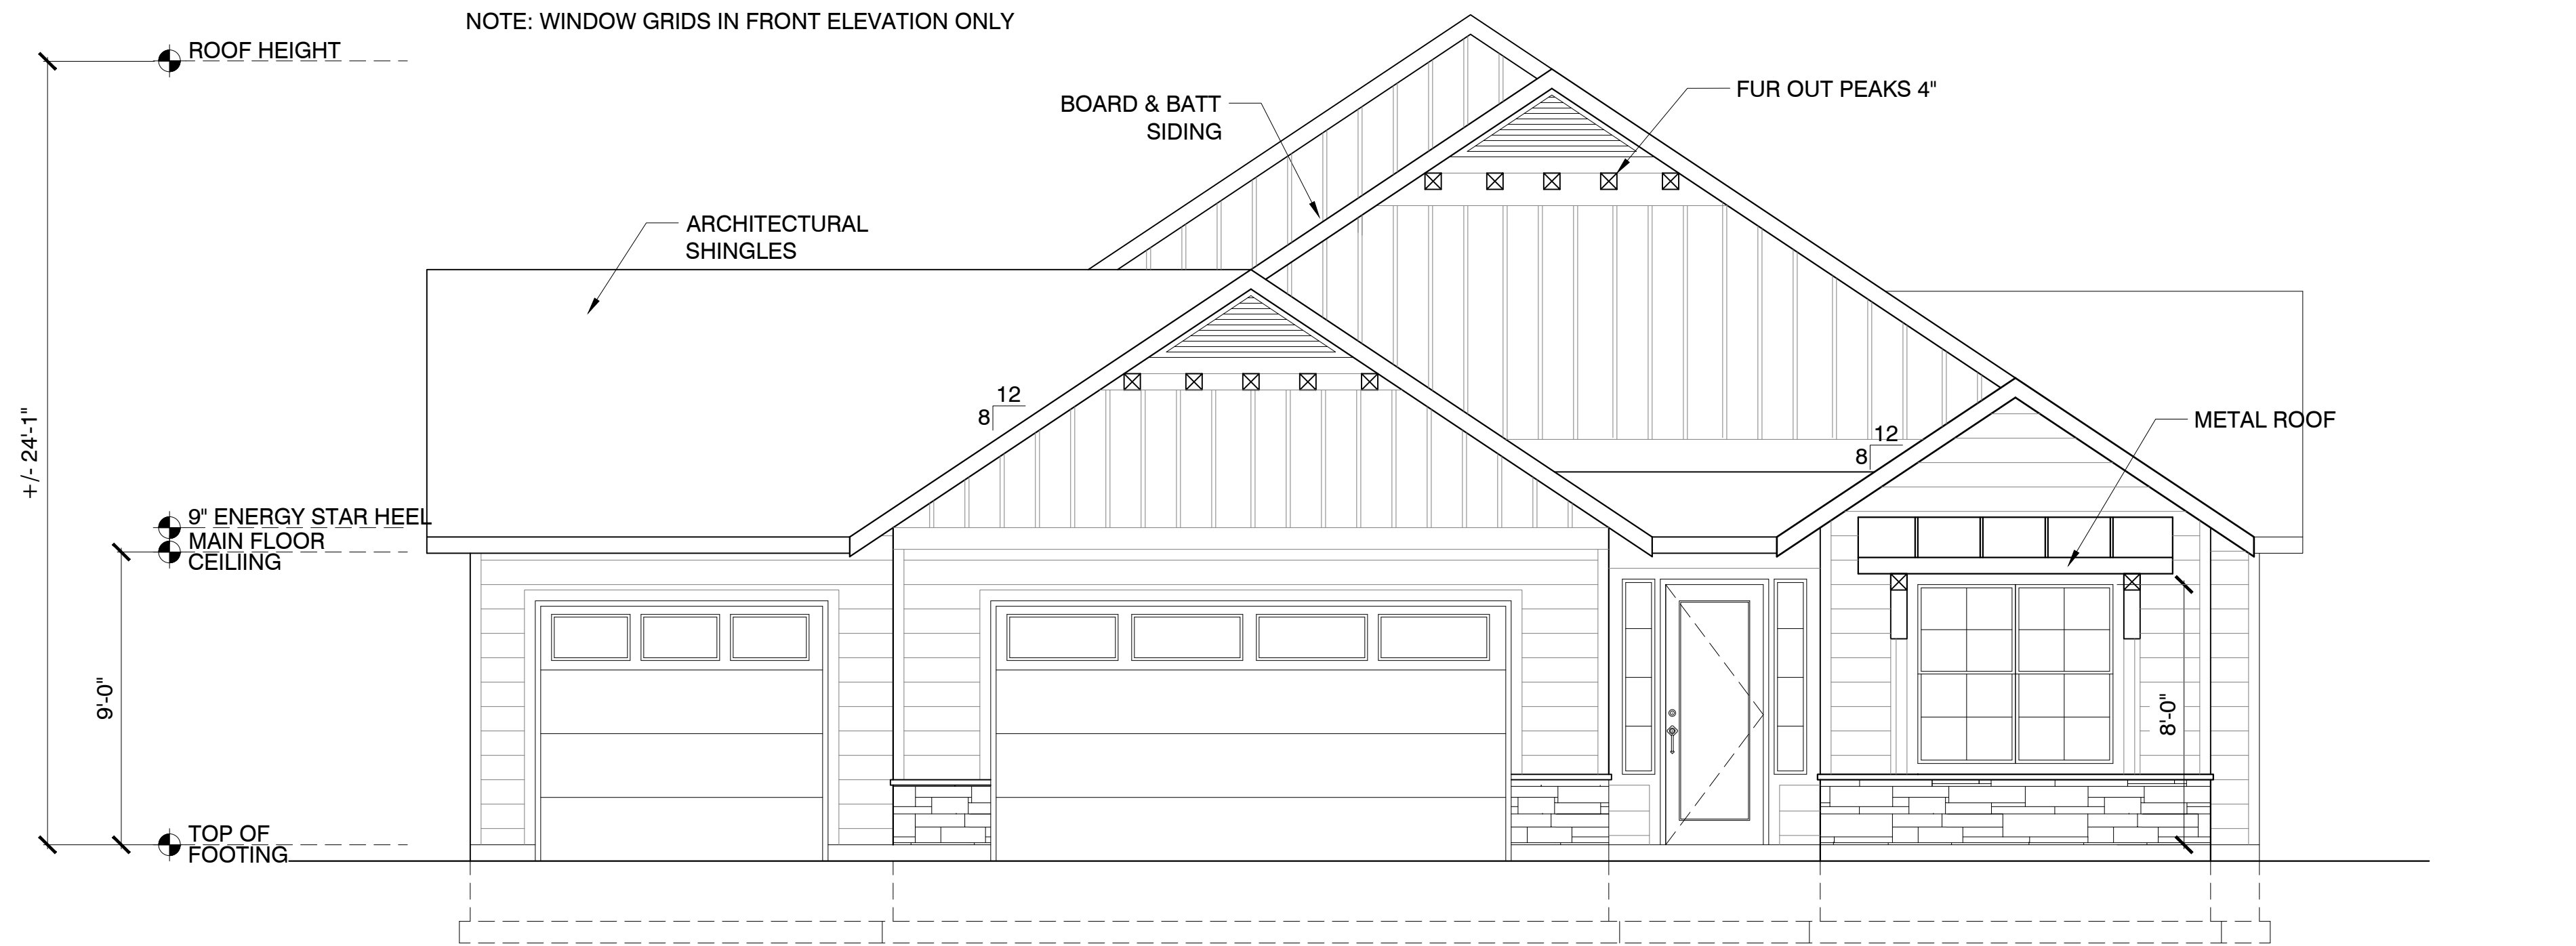 NOTE: WINDOW GRIDS IN FRONT ELEVATION ONLY
ROOF HEIGHT
FUR OUT PEAKS 4"
BOARD & BATT
SIDING
ARCHITECTURAL
SHINGLES
12
8
12
8
METAL ROOF
+/- 24'-1"
9" ENERGY STAR HEEL
MAIN FLOOR
CEILIING
9'-0"
8'-0"
TOP OF
FOOTING